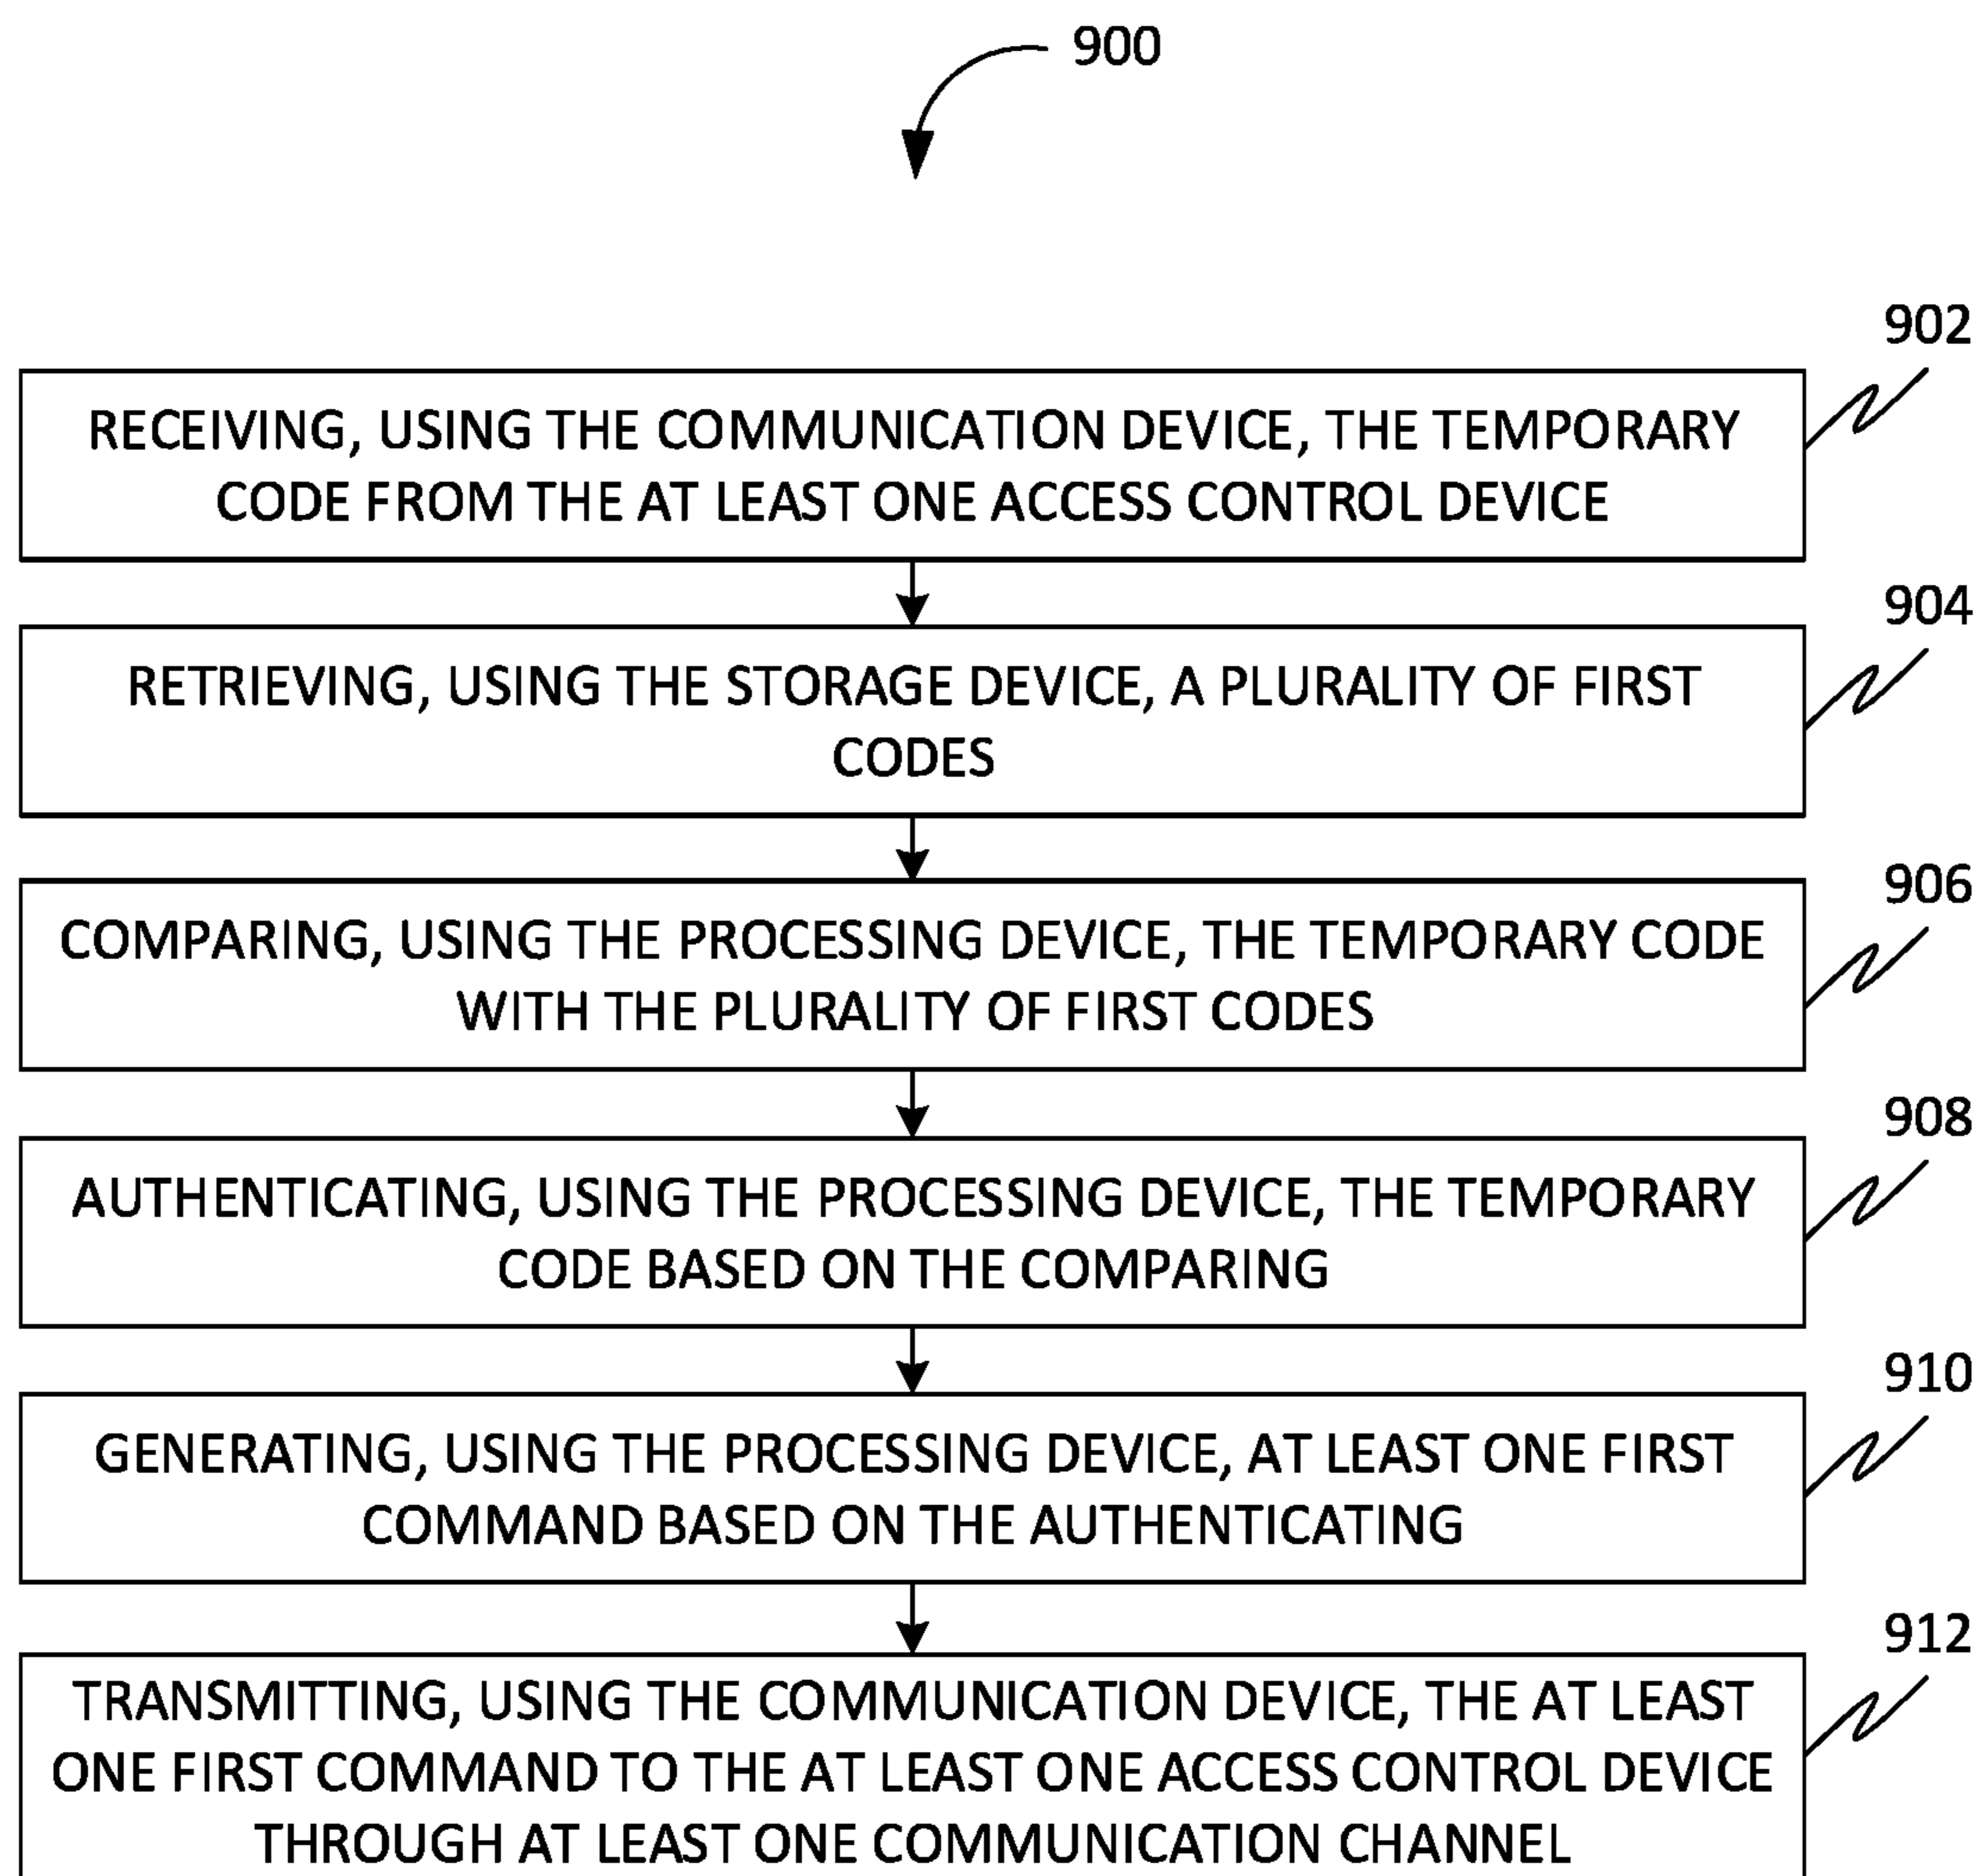 900
902
RECEIVING, USING THE COMMUNICATION DEVICE, THE TEMPORARY
CODE FROM THE AT LEAST ONE ACCESS CONTROL DEVICE
904
RETRIEVING, USING THE STORAGE DEVICE, A PLURALITY OF FIRST
CODES
906
COMPARING, USING THE PROCESSING DEVICE, THE TEMPORARY CODE
WITH THE PLURALITY OF FIRST CODES
908
AUTHENTICATING, USING THE PROCESSING DEVICE, THE TEMPORARY
CODE BASED ON THE COMPARING
910
GENERATING, USING THE PROCESSING DEVICE, AT LEAST ONE FIRST
COMMAND BASED ON THE AUTHENTICATING
912
TRANSMITTING, USING THE COMMUNICATION DEVICE, THE AT LEAST
ONE FIRST COMMAND TO THE AT LEAST ONE ACCESS CONTROL DEVICE
THROUGH AT LEAST ONE COMMUNICATION CHANNEL